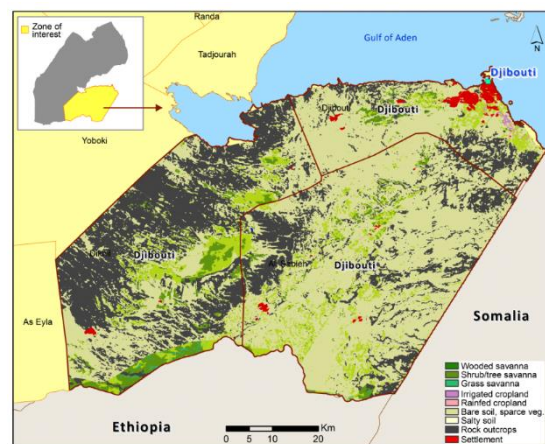 Zone of
interest
Randa
Tadjourah
Gulf of Aden
N
Djibouti
Djibouti
Djibouti
Yoboki
Djibouti
Djibouti
As Eyla
Somalia
Ethiopia
0 10 20
Km
Wooded savanna
Shrub/tree savanna
Grass savanna
Irrigated cropland
Rainfed cropland
Bare soil, sparce veg.
Salty soil
Rock outcrops
Settlement